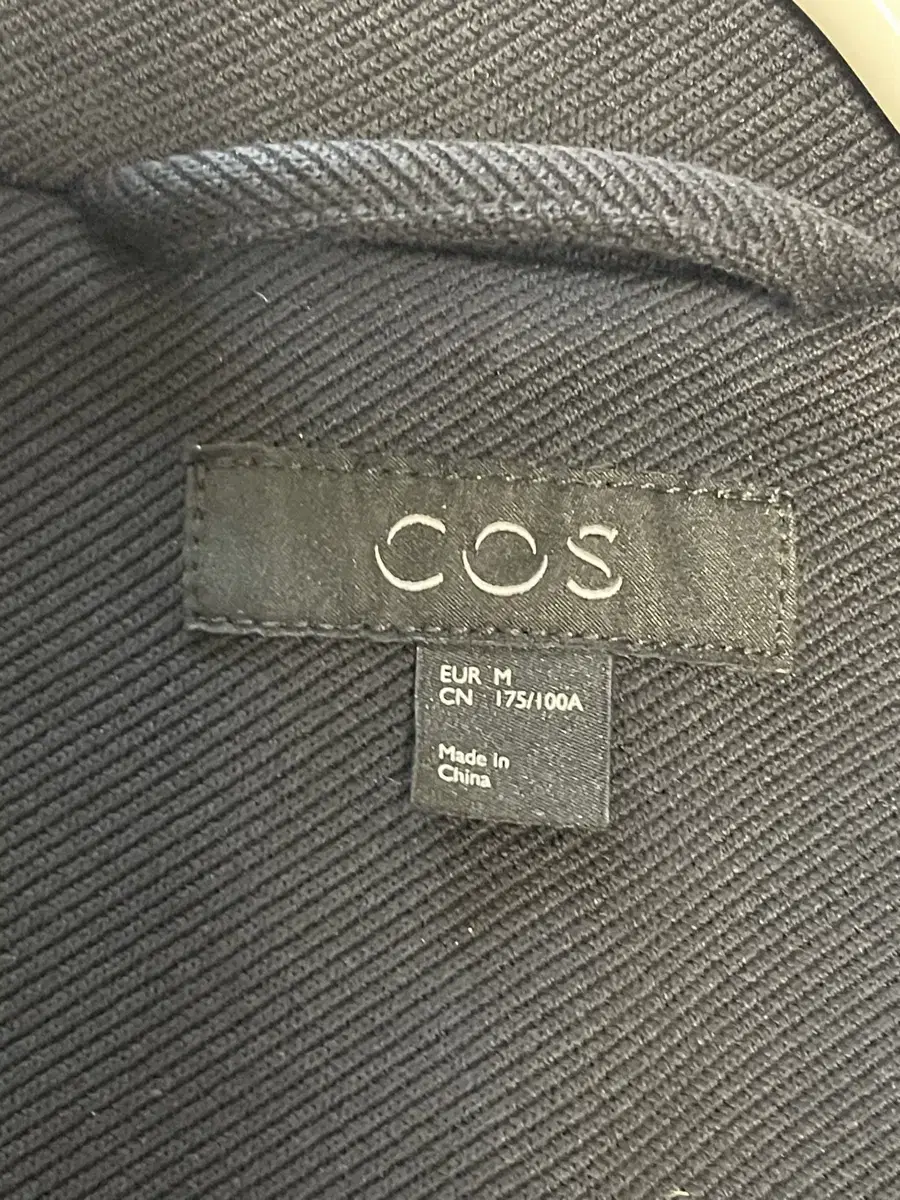 COS
EUR M
CN 175/100A
Made in
China